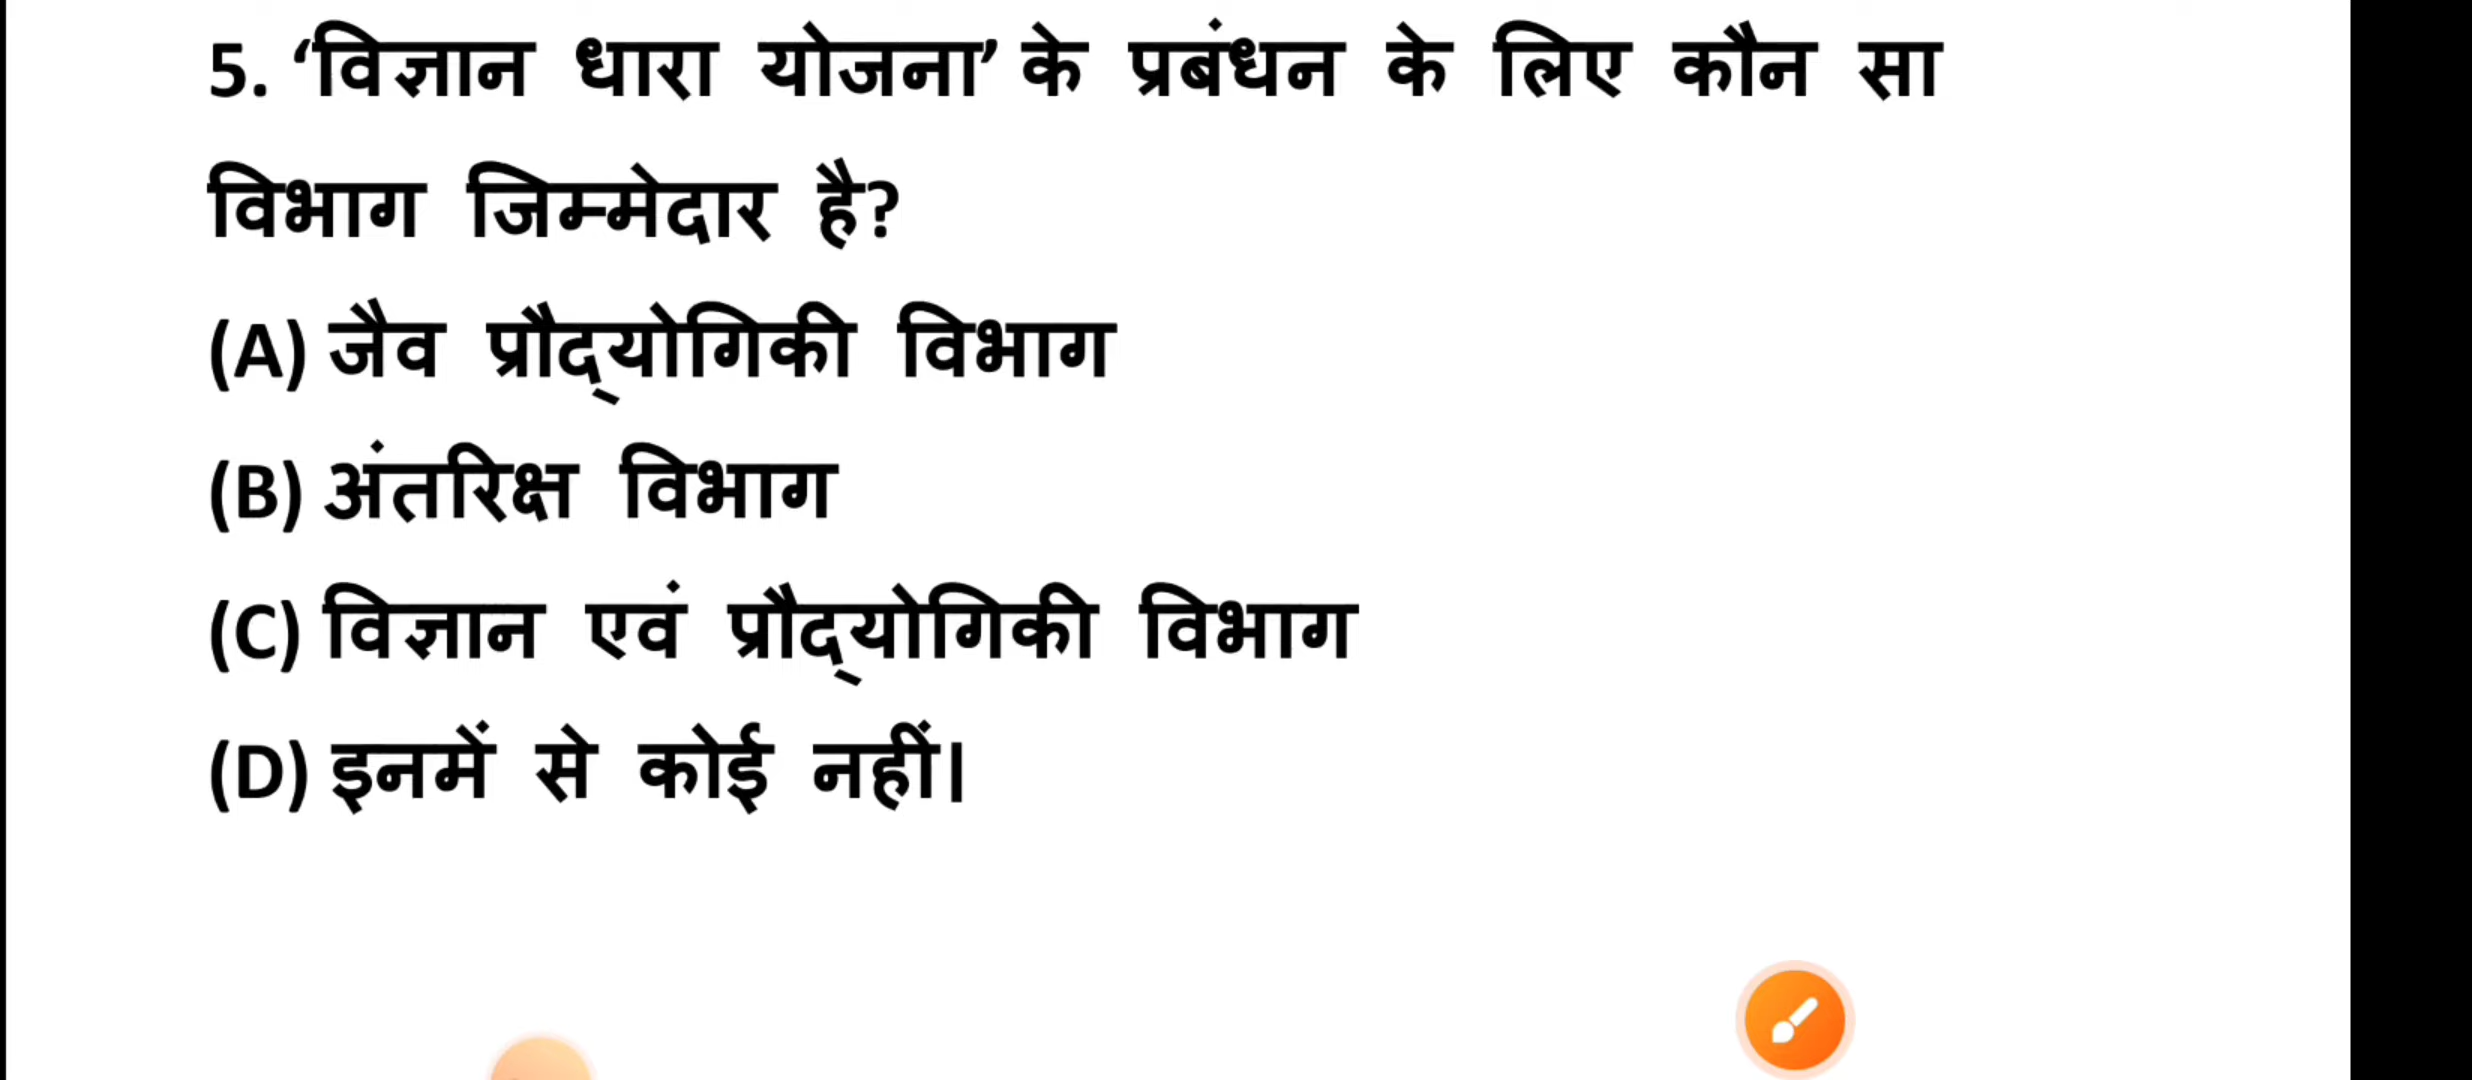 5. ‘विज्ञान धारा योजना’ के प्रबंधन के लिए कौन सा
विभाग जिम्मेदार है?
(A) जैव प्रौद्योगिकी विभाग
(B) अंतरिक्ष विभाग
(C) विज्ञान एवं प्रौद्योगिकी विभाग
(D) इनमें से कोई नहीं।